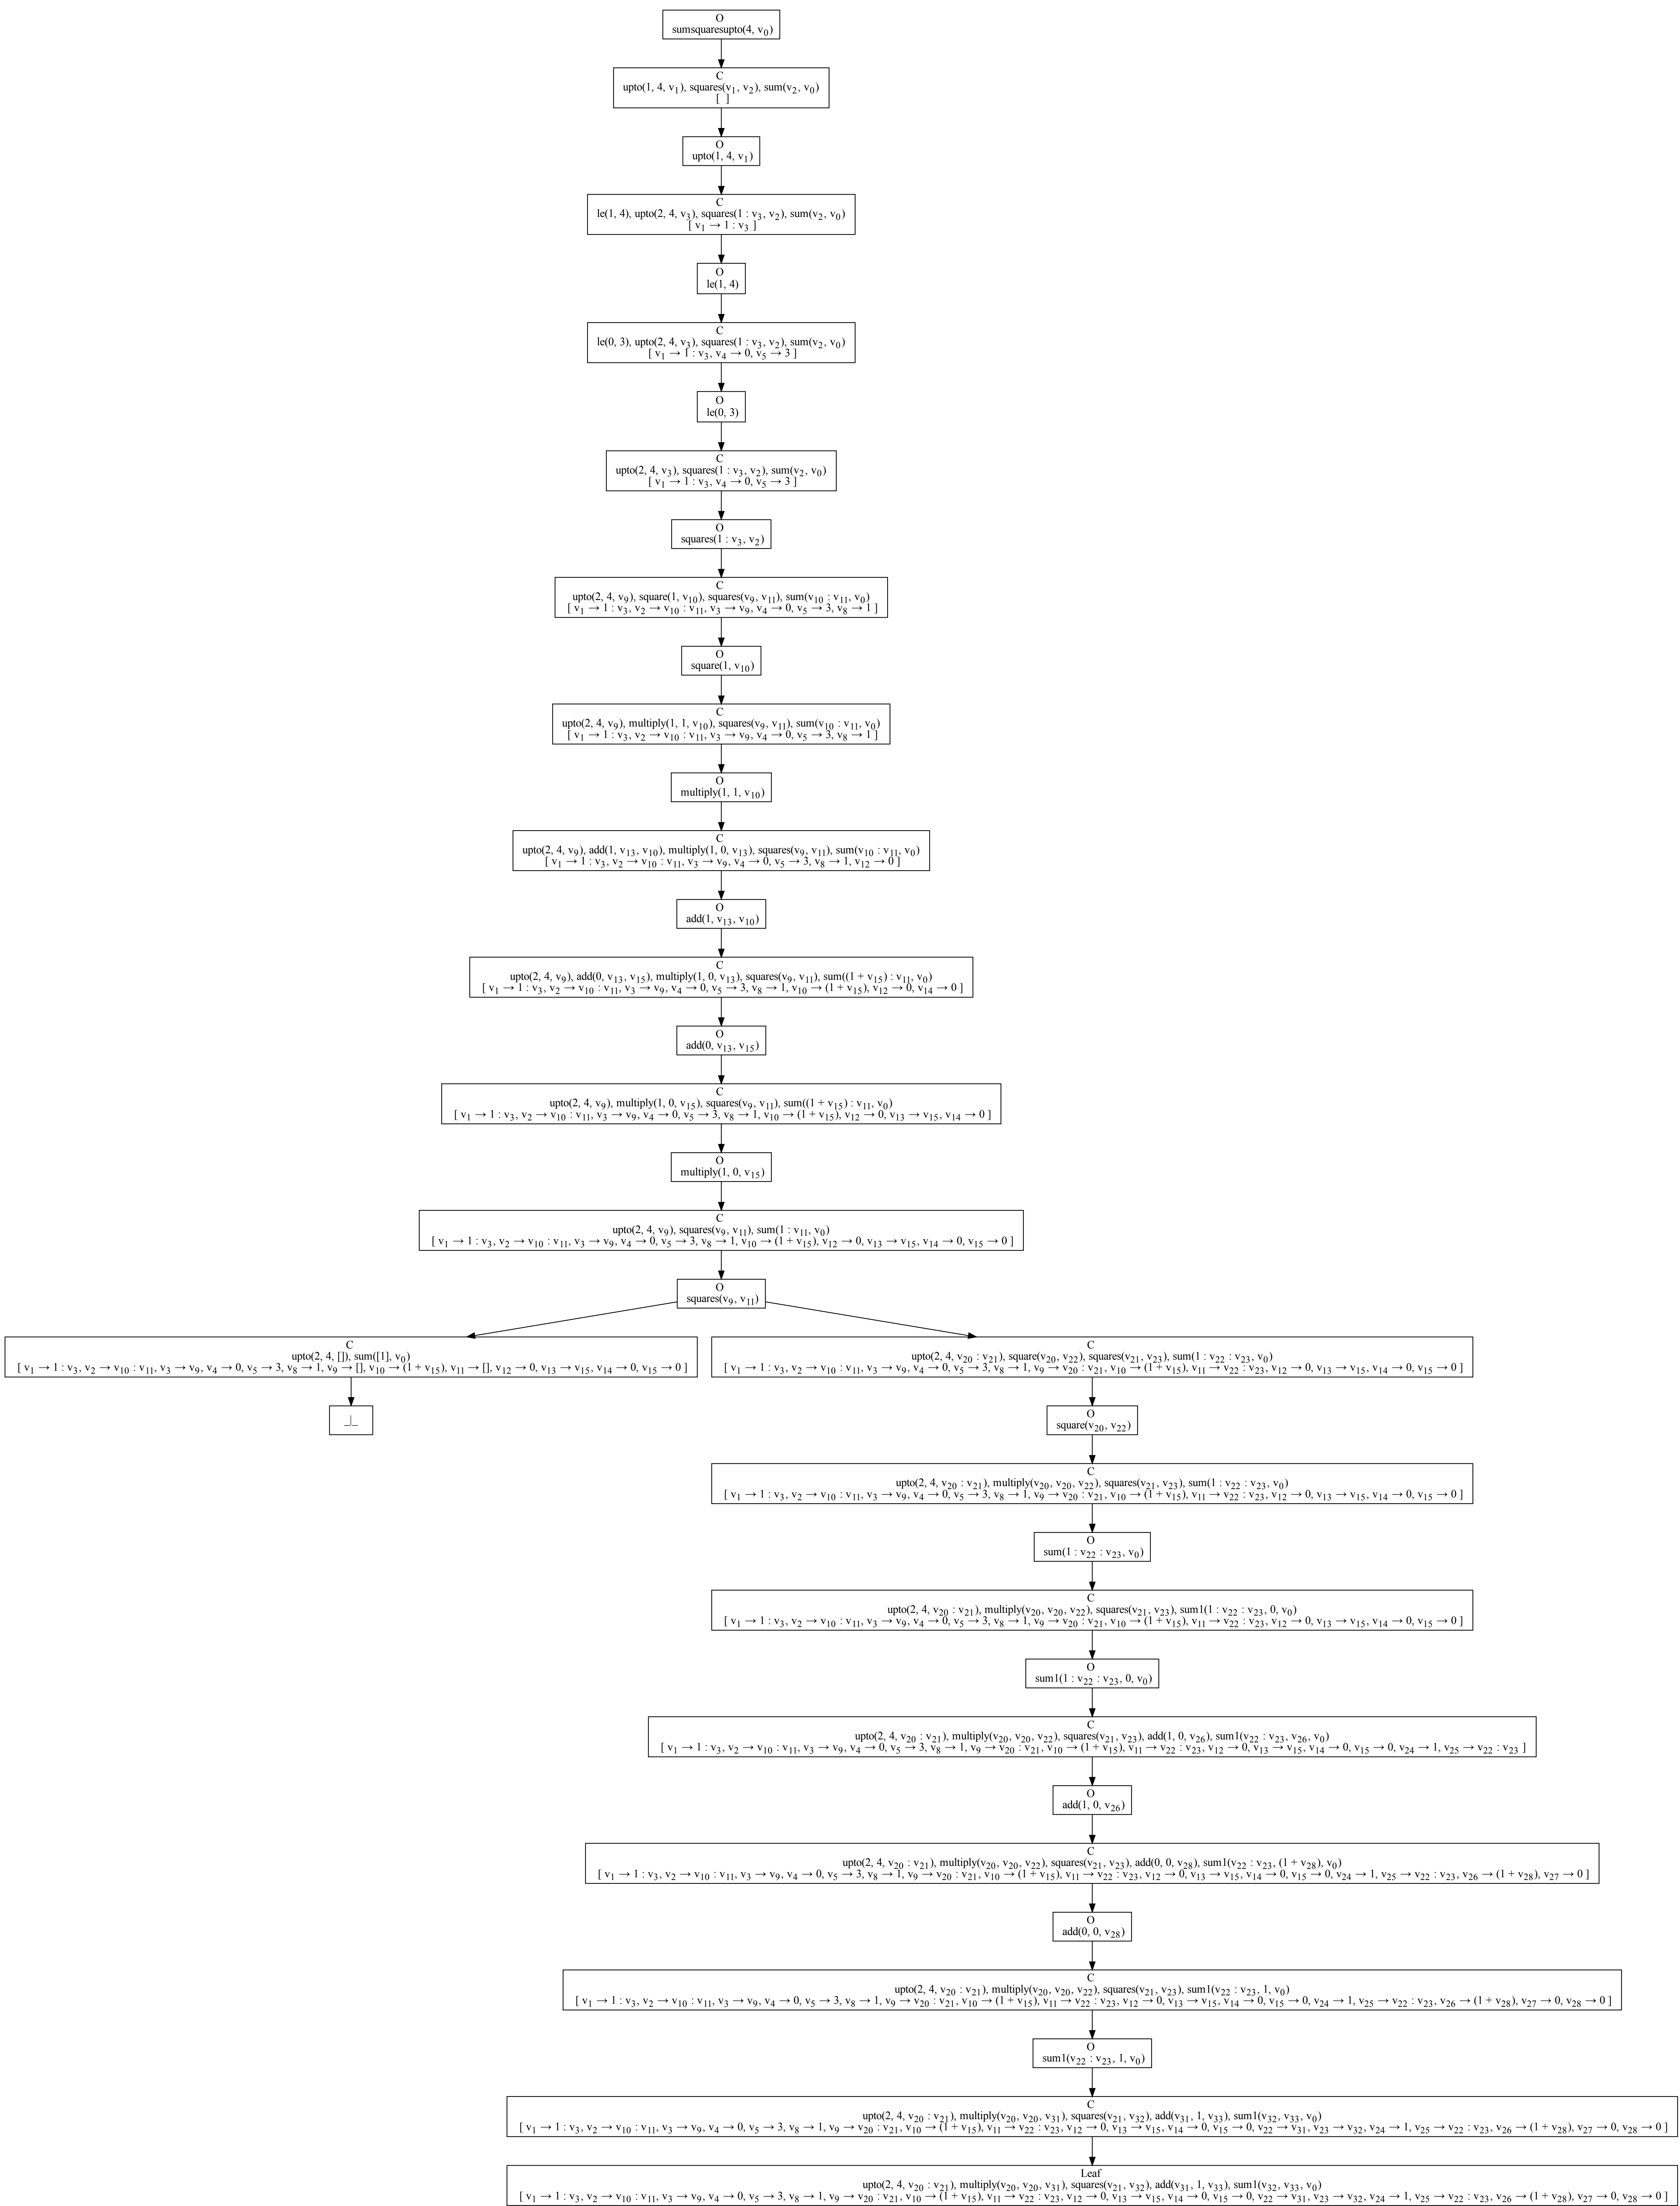 O
sumsquaresupto(4, v₀)
C
upto(1, 4, v₁), squares(v₁, v₂), sum(v₂, v₀)
[ ]
O
upto(1, 4, v₁)
C
le(1, 4), upto(2, 4, v₃), squares(1 : v₃, v₂), sum(v₂, v₀)
[ v₁ → 1 : v₃ ]
O
le(1, 4)
C
le(0, 3), upto(2, 4, v₃), squares(1 : v₃, v₂), sum(v₂, v₀)
[ v₁ → 1 : v₃, v₄ → 0, v₅ → 3 ]
O
le(0, 3)
C
upto(2, 4, v₃), squares(1 : v₃, v₂), sum(v₂, v₀)
[ v₁ → 1 : v₃, v₄ → 0, v₅ → 3 ]
O
squares(1 : v₃, v₂)
C
upto(2, 4, v₉), square(1, v₁₀), squares(v₉, v₁₁), sum(v₁₀ : v₁₁, v₀)
[ v₁ → 1 : v₃, v₂ → v₁₀ : v₁₁, v₃ → v₉, v₄ → 0, v₅ → 3, v₈ → 1 ]
O
square(1, v₁₀)
C
upto(2, 4, v₉), multiply(1, 1, v₁₀), squares(v₉, v₁₁), sum(v₁₀ : v₁₁, v₀)
[ v₁ → 1 : v₃, v₂ → v₁₀ : v₁₁, v₃ → v₉, v₄ → 0, v₅ → 3, v₈ → 1 ]
O
multiply(1, 1, v₁₀)
C
upto(2, 4, v₉), add(1, v₁₃, v₁₀), multiply(1, 0, v₁₃), squares(v₉, v₁₁), sum(v₁₀ : v₁₁, v₀)
[ v₁ → 1 : v₃, v₂ → v₁₀ : v₁₁, v₃ → v₉, v₄ → 0, v₅ → 3, v₈ → 1, v₁₂ → 0 ]
O
add(1, v₁₃, v₁₀)
C
upto(2, 4, v₉), add(0, v₁₃, v₁₅), multiply(1, 0, v₁₃), squares(v₉, v₁₁), sum((1 + v₁₅) : v₁₁, v₀)
[ v₁ → 1 : v₃, v₂ → v₁₀ : v₁₁, v₃ → v₉, v₄ → 0, v₅ → 3, v₈ → 1, v₁₀ → (1 + v₁₅), v₁₂ → 0, v₁₄ → 0 ]
O
add(0, v₁₃, v₁₅)
C
upto(2, 4, v₉), multiply(1, 0, v₁₅), squares(v₉, v₁₁), sum((1 + v₁₅) : v₁₁, v₀)
[ v₁ → 1 : v₃, v₂ → v₁₀ : v₁₁, v₃ → v₉, v₄ → 0, v₅ → 3, v₈ → 1, v₁₀ → (1 + v₁₅), v₁₂ → 0, v₁₃ → v₁₅, v₁₄ → 0 ]
O
multiply(1, 0, v₁₅)
C
upto(2, 4, v₉), squares(v₉, v₁₁), sum(1 : v₁₁, v₀)
[ v₁ → 1 : v₃, v₂ → v₁₀ : v₁₁, v₃ → v₉, v₄ → 0, v₅ → 3, v₈ → 1, v₁₀ → (1 + v₁₅), v₁₂ → 0, v₁₃ → v₁₅, v₁₄ → 0, v₁₅ → 0 ]
O
squares(v₉, v₁₁)
C
upto(2, 4, []), sum([1], v₀)
[ v₁ → 1 : v₃, v₂ → v₁₀ : v₁₁, v₃ → v₉, v₄ → 0, v₅ → 3, v₈ → 1, v₉ → [], v₁₀ → (1 + v₁₅), v₁₁ → [], v₁₂ → 0, v₁₃ → v₁₅, v₁₄ → 0, v₁₅ → 0 ]
_|_
C
upto(2, 4, v₂₀ : v₂₁), square(v₂₀, v₂₂), squares(v₂₁, v₂₃), sum(1 : v₂₂ : v₂₃, v₀)
[ v₁ → 1 : v₃, v₂ → v₁₀ : v₁₁, v₃ → v₉, v₄ → 0, v₅ → 3, v₈ → 1, v₉ → v₂₀ : v₂₁, v₁₀ → (1 + v₁₅), v₁₁ → v₂₂ : v₂₃, v₁₂ → 0, v₁₃ → v₁₅, v₁₄ → 0, v₁₅ → 0 ]
O
square(v₂₀, v₂₂)
C
upto(2, 4, v₂₀ : v₂₁), multiply(v₂₀, v₂₀, v₂₂), squares(v₂₁, v₂₃), sum(1 : v₂₂ : v₂₃, v₀)
[ v₁ → 1 : v₃, v₂ → v₁₀ : v₁₁, v₃ → v₉, v₄ → 0, v₅ → 3, v₈ → 1, v₉ → v₂₀ : v₂₁, v₁₀ → (1 + v₁₅), v₁₁ → v₂₂ : v₂₃, v₁₂ → 0, v₁₃ → v₁₅, v₁₄ → 0, v₁₅ → 0 ]
O
sum(1 : v₂₂ : v₂₃, v₀)
C
upto(2, 4, v₂₀ : v₂₁), multiply(v₂₀, v₂₀, v₂₂), squares(v₂₁, v₂₃), sum1(1 : v₂₂ : v₂₃, 0, v₀)
[ v₁ → 1 : v₃, v₂ → v₁₀ : v₁₁, v₃ → v₉, v₄ → 0, v₅ → 3, v₈ → 1, v₉ → v₂₀ : v₂₁, v₁₀ → (1 + v₁₅), v₁₁ → v₂₂ : v₂₃, v₁₂ → 0, v₁₃ → v₁₅, v₁₄ → 0, v₁₅ → 0 ]
O
sum1(1 : v₂₂ : v₂₃, 0, v₀)
C
upto(2, 4, v₂₀ : v₂₁), multiply(v₂₀, v₂₀, v₂₂), squares(v₂₁, v₂₃), add(1, 0, v₂₆), sum1(v₂₂ : v₂₃, v₂₆, v₀)
[ v₁ → 1 : v₃, v₂ → v₁₀ : v₁₁, v₃ → v₉, v₄ → 0, v₅ → 3, v₈ → 1, v₉ → v₂₀ : v₂₁, v₁₀ → (1 + v₁₅), v₁₁ → v₂₂ : v₂₃, v₁₂ → 0, v₁₃ → v₁₅, v₁₄ → 0, v₁₅ → 0, v₂₄ → 1, v₂₅ → v₂₂ : v₂₃ ]
O
add(1, 0, v₂₆)
C
upto(2, 4, v₂₀ : v₂₁), multiply(v₂₀, v₂₀, v₂₂), squares(v₂₁, v₂₃), add(0, 0, v₂₈), sum1(v₂₂ : v₂₃, (1 + v₂₈), v₀)
[ v₁ → 1 : v₃, v₂ → v₁₀ : v₁₁, v₃ → v₉, v₄ → 0, v₅ → 3, v₈ → 1, v₉ → v₂₀ : v₂₁, v₁₀ → (1 + v₁₅), v₁₁ → v₂₂ : v₂₃, v₁₂ → 0, v₁₃ → v₁₅, v₁₄ → 0, v₁₅ → 0, v₂₄ → 1, v₂₅ → v₂₂ : v₂₃, v₂₆ → (1 + v₂₈), v₂₇ → 0 ]
O
add(0, 0, v₂₈)
C
upto(2, 4, v₂₀ : v₂₁), multiply(v₂₀, v₂₀, v₂₂), squares(v₂₁, v₂₃), sum1(v₂₂ : v₂₃, 1, v₀)
[ v₁ → 1 : v₃, v₂ → v₁₀ : v₁₁, v₃ → v₉, v₄ → 0, v₅ → 3, v₈ → 1, v₉ → v₂₀ : v₂₁, v₁₀ → (1 + v₁₅), v₁₁ → v₂₂ : v₂₃, v₁₂ → 0, v₁₃ → v₁₅, v₁₄ → 0, v₁₅ → 0, v₂₄ → 1, v₂₅ → v₂₂ : v₂₃, v₂₆ → (1 + v₂₈), v₂₇ → 0, v₂₈ → 0 ]
O
sum1(v₂₂ : v₂₃, 1, v₀)
C
upto(2, 4, v₂₀ : v₂₁), multiply(v₂₀, v₂₀, v₃₁), squares(v₂₁, v₃₂), add(v₃₁, 1, v₃₃), sum1(v₃₂, v₃₃, v₀)
[ v₁ → 1 : v₃, v₂ → v₁₀ : v₁₁, v₃ → v₉, v₄ → 0, v₅ → 3, v₈ → 1, v₉ → v₂₀ : v₂₁, v₁₀ → (1 + v₁₅), v₁₁ → v₂₂ : v₂₃, v₁₂ → 0, v₁₃ → v₁₅, v₁₄ → 0, v₁₅ → 0, v₂₂ → v₃₁, v₂₃ → v₃₂, v₂₄ → 1, v₂₅ → v₂₂ : v₂₃, v₂₆ → (1 + v₂₈), v₂₇ → 0, v₂₈ → 0 ]
Leaf
upto(2, 4, v₂₀ : v₂₁), multiply(v₂₀, v₂₀, v₃₁), squares(v₂₁, v₃₂), add(v₃₁, 1, v₃₃), sum1(v₃₂, v₃₃, v₀)
[ v₁ → 1 : v₃, v₂ → v₁₀ : v₁₁, v₃ → v₉, v₄ → 0, v₅ → 3, v₈ → 1, v₉ → v₂₀ : v₂₁, v₁₀ → (1 + v₁₅), v₁₁ → v₂₂ : v₂₃, v₁₂ → 0, v₁₃ → v₁₅, v₁₄ → 0, v₁₅ → 0, v₂₂ → v₃₁, v₂₃ → v₃₂, v₂₄ → 1, v₂₅ → v₂₂ : v₂₃, v₂₆ → (1 + v₂₈), v₂₇ → 0, v₂₈ → 0 ]